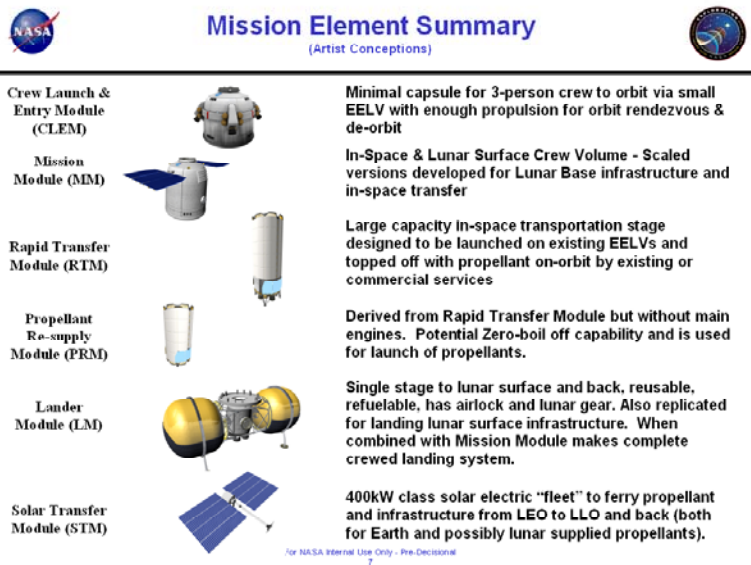 NASA
Mission Element Summary
(Artist Conceptions)
Crew Launch &
Entry Module
(CLEM)
Minimal capsule for 3-person crew to orbit via small
EELV with enough propulsion for orbit rendezvous &
de-orbit
Mission
Module (MM)
In-Space & Lunar Surface Crew Volume - Scaled
versions developed for Lunar Base infrastructure and
in-space transfer
Rapid Transfer
Module (RTM)
Large capacity in-space transportation stage
designed to be launched on existing EELVs and
topped off with propellant on-orbit by existing or
commercial services
Propellant
Re-supply
Module (PRM)
Derived from Rapid Transfer Module but without main
engines.  Potential Zero-boil off capability and is used
for launch of propellants.
Lander
Module (LM)
Single stage to lunar surface and back, reusable,
refuelable, has airlock and lunar gear. Also replicated
for landing lunar surface infrastructure.  When
combined with Mission Module makes complete
crewed landing system.
Solar Transfer
Module (STM)
400kW class solar electric “fleet” to ferry propellant
and infrastructure from LEO to LLO and back (both
for Earth and possibly lunar supplied propellants).
For NASA Internal Use Only - Pre-Decisional
7